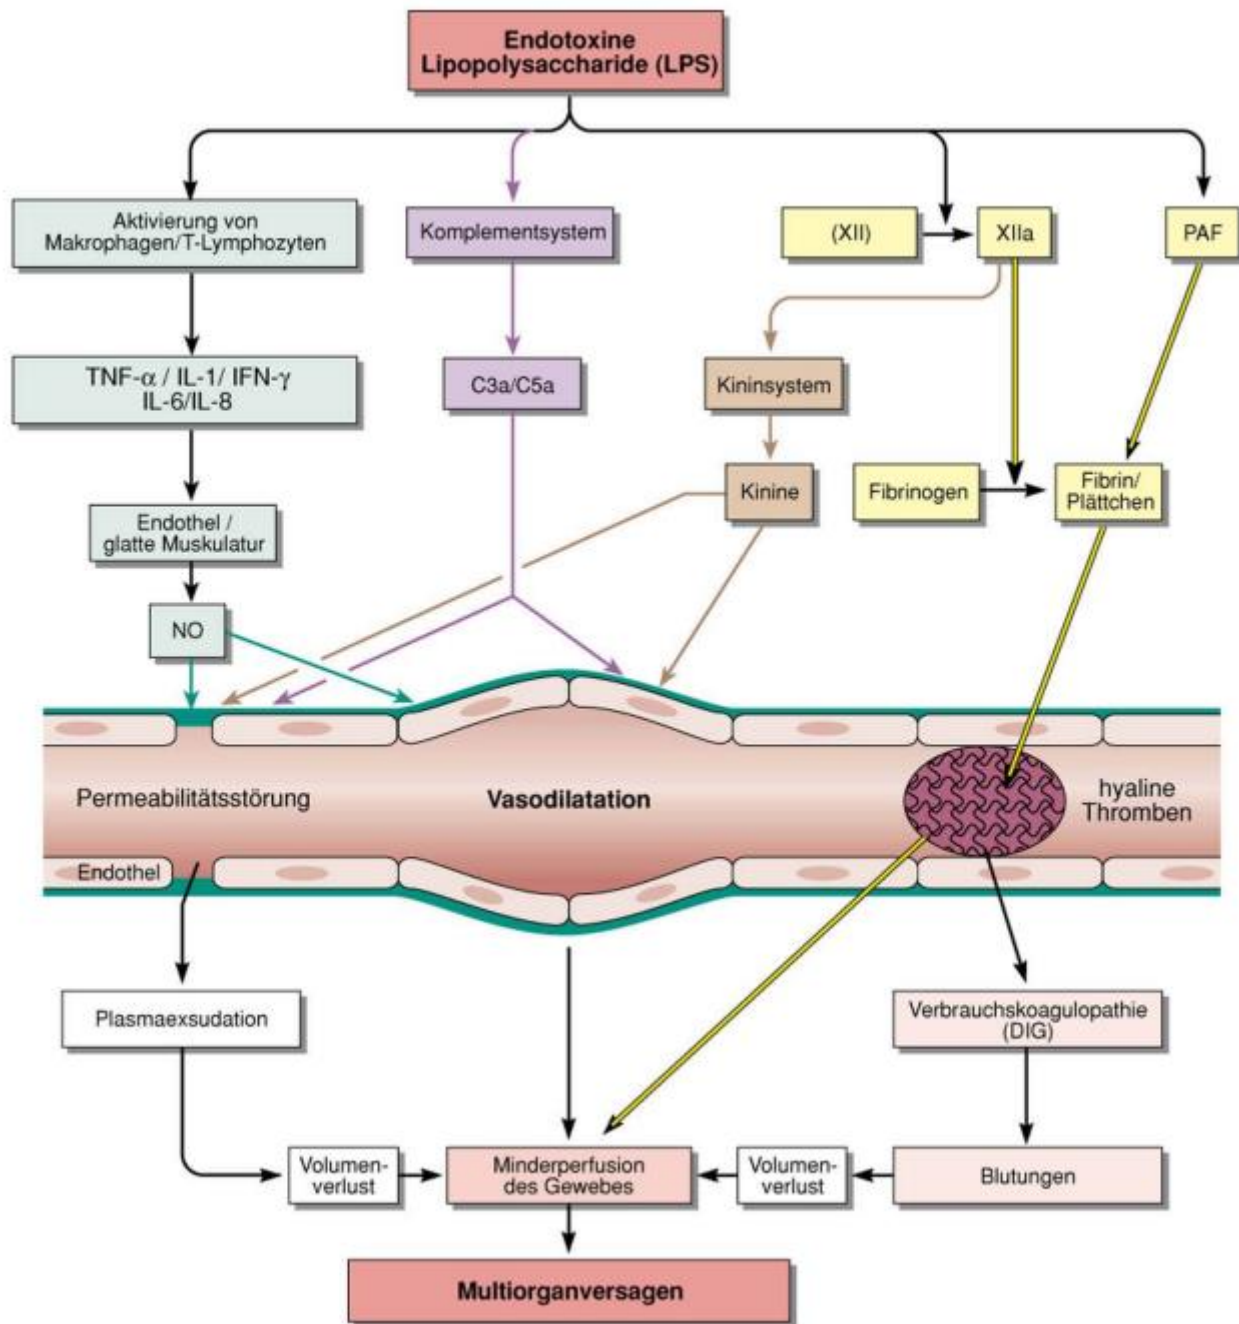 Endotoxine
Lipopolysaccharide (LPS)
Aktivierung von
Makrophagen/T-Lymphozyten
Komplementsystem
(XII)
XIIa
PAF
TNF-α / IL-1/ IFN-γ
IL-6/IL-8
C3a/C5a
Kininsystem
Kinine
Fibrinogen
Fibrin/
Plättchen
Endothel /
glatte Muskulatur
NO
Permeabilitätsstörung
Vasodilatation
hyaline
Thromben
Endothel
Plasmaexsudation
Verbrauchskoagulopathie
(DIG)
Volumen-
verlust
Minderperfusion
des Gewebes
Volumen-
verlust
Blutungen
Multiorganversagen